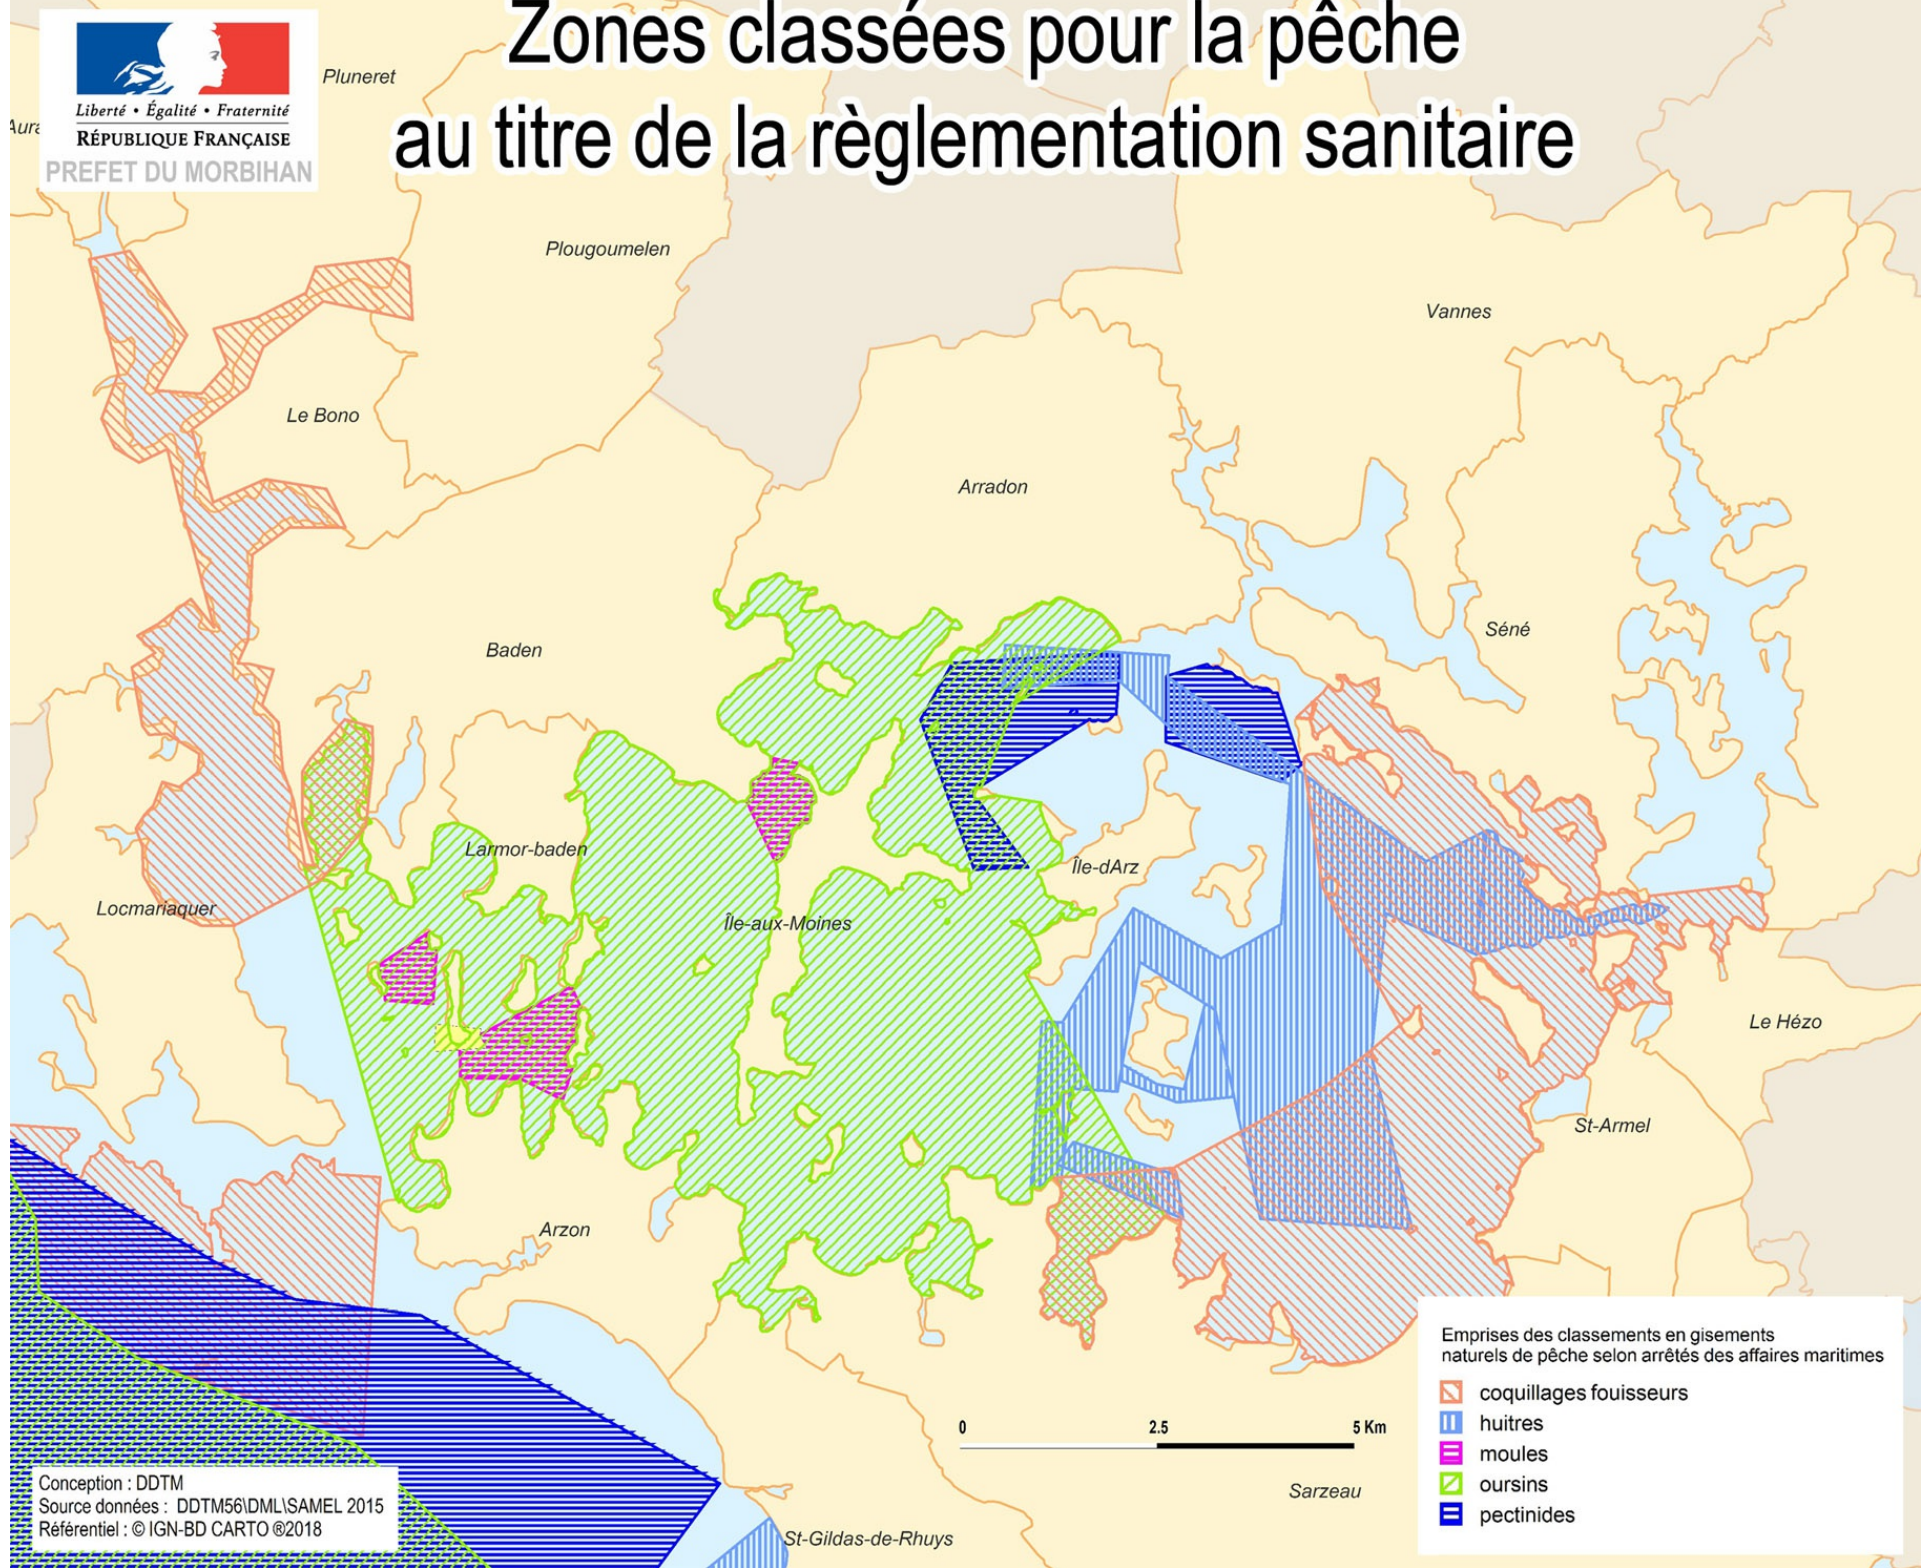 Zones classées pour la pêche
au titre de la règlementation sanitaire
Liberté • Égalité • Fraternité
RÉPUBLIQUE FRANÇAISE
PREFET DU MORBIHAN
Pluneret
Plougoumelen
Vannes
Le Bono
Arradon
Séné
Baden
Larmor-baden
Île-dArz
Locmariaquer
Île-aux-Moines
Le Hézo
St-Armel
Arzon
Emprises des classements en gisements
naturels de pêche selon arrêtés des affaires maritimes
coquillages fouisseurs
huitres
moules
oursins
pectinides
0 2.5 5 Km
Sarzeau
St-Gildas-de-Rhuys
Conception : DDTM
Source données : DDTM56\DML\SAMEL 2015
Référentiel : © IGN-BD CARTO ®2018